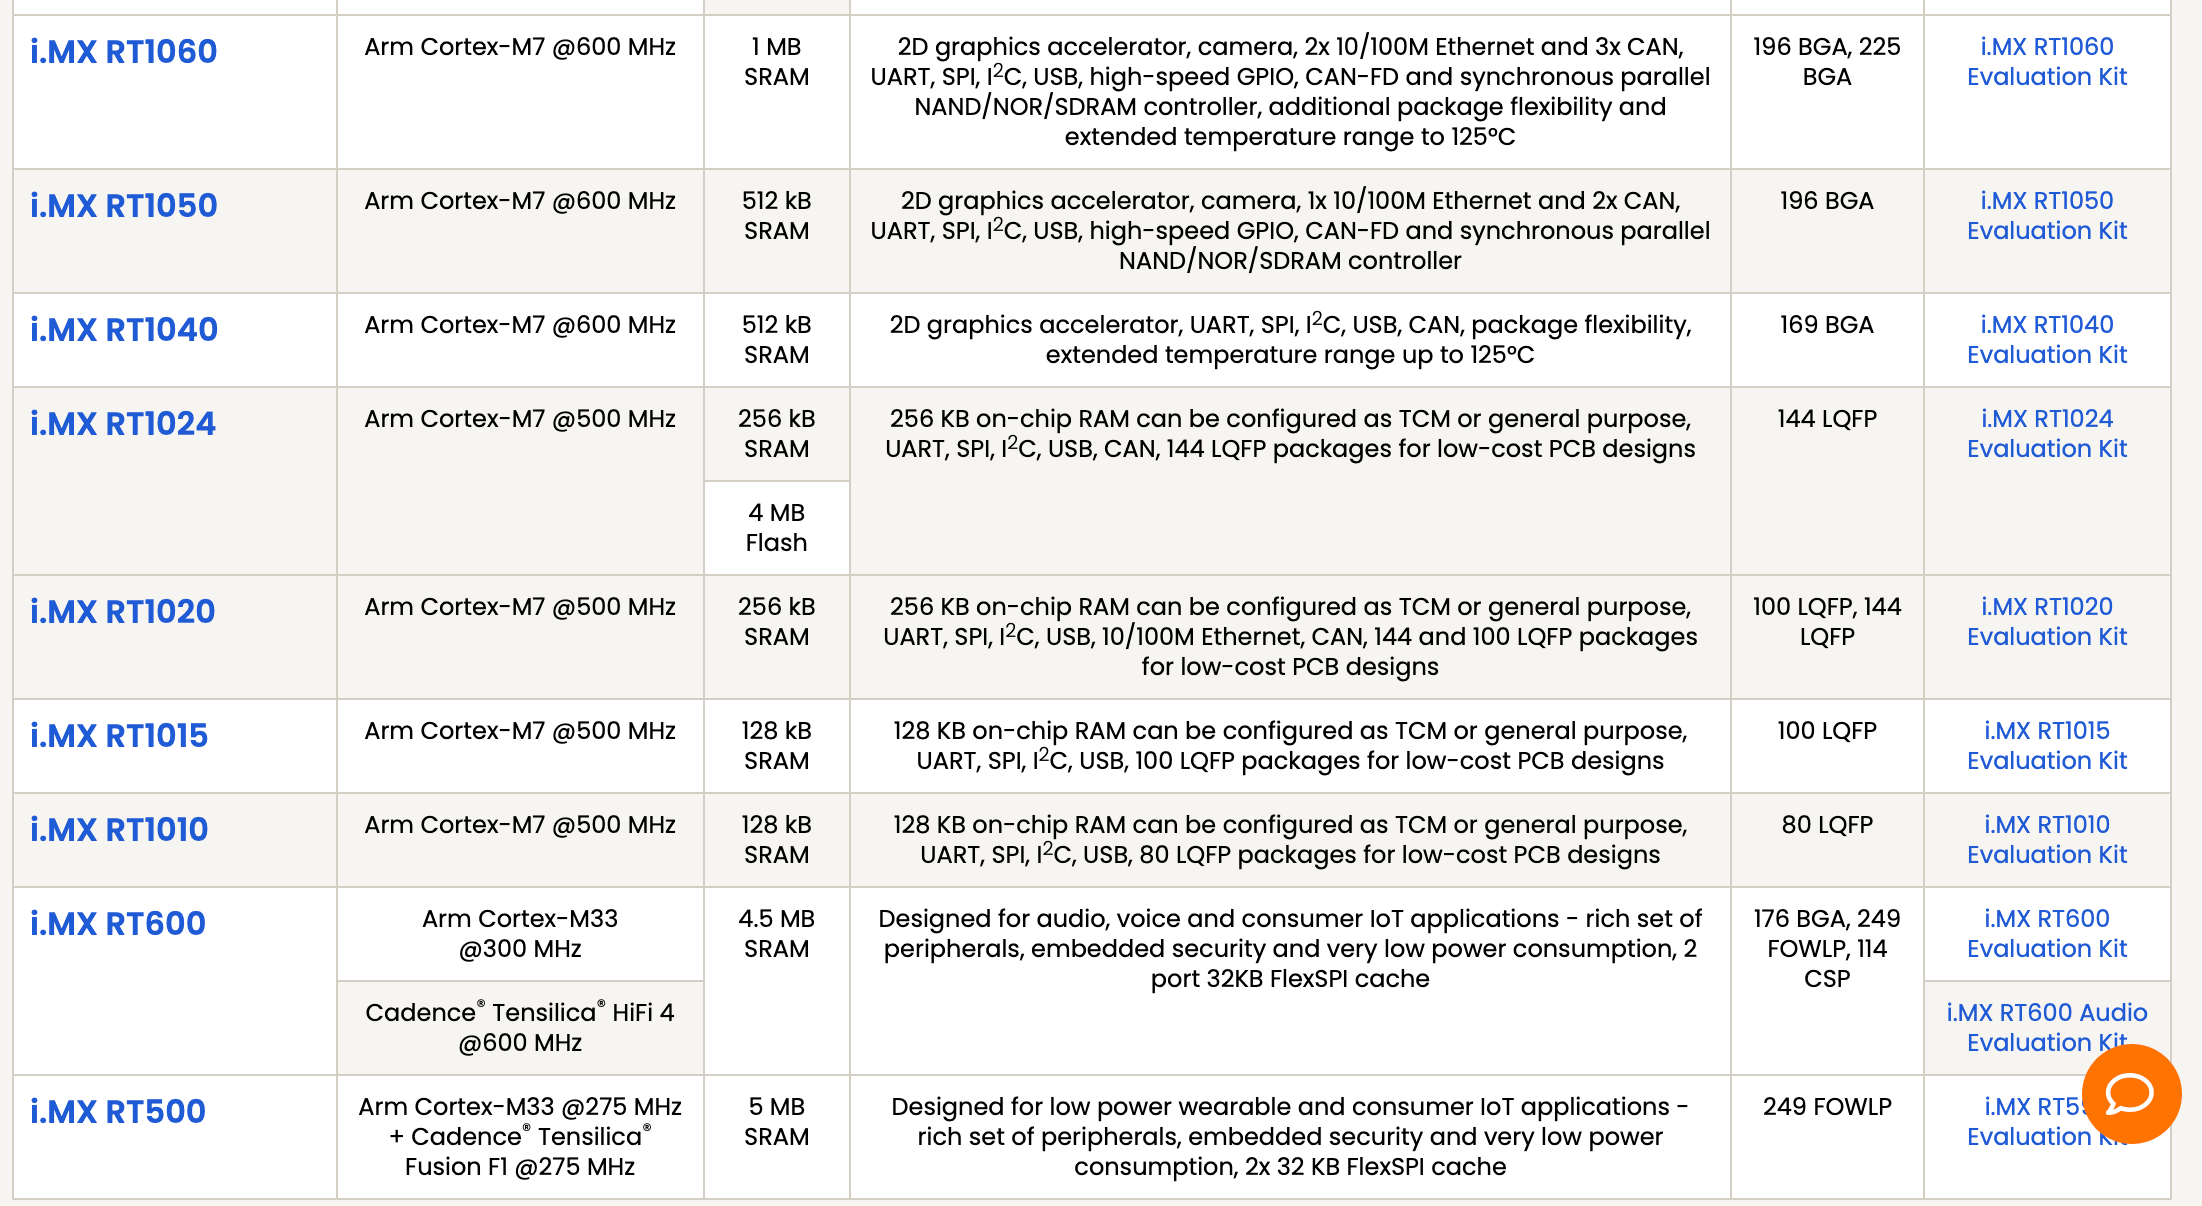 i.MX RT1060
Arm Cortex-M7 @600 MHz
1 MB
SRAM
2D graphics accelerator, camera, 2x 10/100M Ethernet and 3x CAN,
UART, SPI, I²C, USB, high-speed GPIO, CAN-FD and synchronous parallel
NAND/NOR/SDRAM controller, additional package flexibility and
extended temperature range to 125°C
196 BGA, 225
BGA
i.MX RT1060
Evaluation Kit
i.MX RT1050
Arm Cortex-M7 @600 MHz
512 kB
SRAM
2D graphics accelerator, camera, 1x 10/100M Ethernet and 2x CAN,
UART, SPI, I²C, USB, high-speed GPIO, CAN-FD and synchronous parallel
NAND/NOR/SDRAM controller
196 BGA
i.MX RT1050
Evaluation Kit
i.MX RT1040
Arm Cortex-M7 @600 MHz
512 kB
SRAM
2D graphics accelerator, UART, SPI, I²C, USB, CAN, package flexibility,
extended temperature range up to 125°C
169 BGA
i.MX RT1040
Evaluation Kit
i.MX RT1024
Arm Cortex-M7 @500 MHz
256 kB
SRAM
4 MB
Flash
256 KB on-chip RAM can be configured as TCM or general purpose,
UART, SPI, I²C, USB, CAN, 144 LQFP packages for low-cost PCB designs
144 LQFP
i.MX RT1024
Evaluation Kit
i.MX RT1020
Arm Cortex-M7 @500 MHz
256 kB
SRAM
256 KB on-chip RAM can be configured as TCM or general purpose,
UART, SPI, I²C, USB, 10/100M Ethernet, CAN, 144 and 100 LQFP packages
for low-cost PCB designs
100 LQFP, 144
LQFP
i.MX RT1020
Evaluation Kit
i.MX RT1015
Arm Cortex-M7 @500 MHz
128 kB
SRAM
128 KB on-chip RAM can be configured as TCM or general purpose,
UART, SPI, I²C, USB, 100 LQFP packages for low-cost PCB designs
100 LQFP
i.MX RT1015
Evaluation Kit
i.MX RT1010
Arm Cortex-M7 @500 MHz
128 kB
SRAM
128 KB on-chip RAM can be configured as TCM or general purpose,
UART, SPI, I²C, USB, 80 LQFP packages for low-cost PCB designs
80 LQFP
i.MX RT1010
Evaluation Kit
i.MX RT600
Arm Cortex-M33
@300 MHz
Cadence® Tensilica® HiFi 4
@600 MHz
4.5 MB
SRAM
Designed for audio, voice and consumer IoT applications - rich set of
peripherals, embedded security and very low power consumption, 2
port 32KB FlexSPI cache
176 BGA, 249
FOWLP, 114
CSP
i.MX RT600
Evaluation Kit
i.MX RT600 Audio
Evaluation Kit
i.MX RT500
Arm Cortex-M33 @275 MHz
+ Cadence® Tensilica®
Fusion F1 @275 MHz
5 MB
SRAM
Designed for low power wearable and consumer IoT applications -
rich set of peripherals, embedded security and very low power
consumption, 2x 32 KB FlexSPI cache
249 FOWLP
i.MX
Evaluation